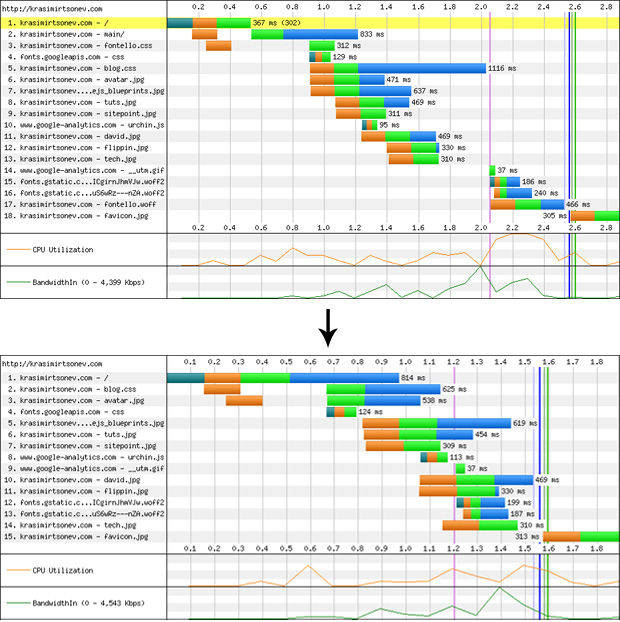 http://krasimirtsonev.com 0.2 0.4 0.6 0.8 1.0 1.2 1.4 1.6 1.8 2.0 2.2 2.4 2.6 2.8
1. krasimirtsonev.com - / 367 ms (302)
2. krasimirtsonev.com - main/ 833 ms
3. krasimirtsonev.com - fontello.css 312 ms
4. fonts.googleapis.com - css 129 ms
5. krasimirtsonev.com - blog.css 1116 ms
6. krasimirtsonev.com - avatar.jpg 471 ms
7. krasimirtsonev....ejs_blueprints.jpg 637 ms
8. krasimirtsonev.com - tuts.jpg 469 ms
9. krasimirtsonev.com - sitepoint.jpg 311 ms
10. www.google-analytics.com - urchin.js 95 ms
11. krasimirtsonev.com - david.jpg 469 ms
12. krasimirtsonev.com - flippin.jpg 330 ms
13. krasimirtsonev.com - tech.jpg 310 ms
14. www.google-analytics.com - __utm.gif 37 ms
15. fonts.gstatic.c...ICgirnJhmVJw.woff2 186 ms
16. fonts.gstatic.c...uS6wRz---nZA.woff2 240 ms
17. krasimirtsonev.com - fontello.woff 466 ms
18. krasimirtsonev.com - favicon.jpg 305 ms
0.2 0.4 0.6 0.8 1.0 1.2 1.4 1.6 1.8 2.0 2.2 2.4 2.6 2.8
CPU Utilization
BandwidthIn (0 - 4,399 Kbps)
http://krasimirtsonev.com 0.1 0.2 0.3 0.4 0.5 0.6 0.7 0.8 0.9 1.0 1.1 1.2 1.3 1.4 1.5 1.6 1.7 1.8
1. krasimirtsonev.com - / 814 ms
2. krasimirtsonev.com - blog.css 625 ms
3. krasimirtsonev.com - avatar.jpg 538 ms
4. fonts.googleapis.com - css 124 ms
5. krasimirtsonev....ejs_blueprints.jpg 619 ms
6. krasimirtsonev.com - tuts.jpg 454 ms
7. krasimirtsonev.com - sitepoint.jpg 309 ms
8. www.google-analytics.com - urchin.js 113 ms
9. www.google-analytics.com - __utm.gif 37 ms
10. krasimirtsonev.com - david.jpg 469 ms
11. krasimirtsonev.com - flippin.jpg 330 ms
12. fonts.gstatic.c...ICgirnJhmVJw.woff2 199 ms
13. fonts.gstatic.c...uS6wRz---nZA.woff2 187 ms
14. krasimirtsonev.com - tech.jpg 310 ms
15. krasimirtsonev.com - favicon.jpg 313 ms
0.1 0.2 0.3 0.4 0.5 0.6 0.7 0.8 0.9 1.0 1.1 1.2 1.3 1.4 1.5 1.6 1.7 1.8
CPU Utilization
BandwidthIn (0 - 4,543 Kbps)